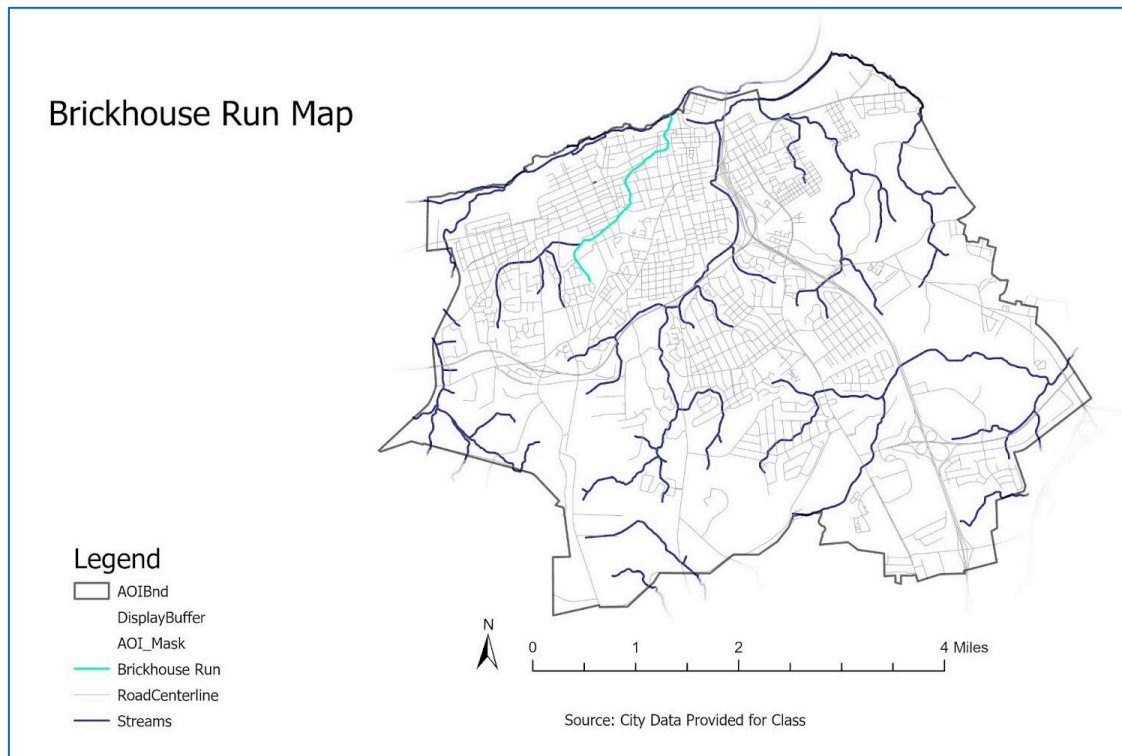 Brickhouse Run Map
Legend
AOIBnd
DisplayBuffer
AOI_Mask
Brickhouse Run
RoadCenterline
Streams
N
0 1 2 4 Miles
Source: City Data Provided for Class